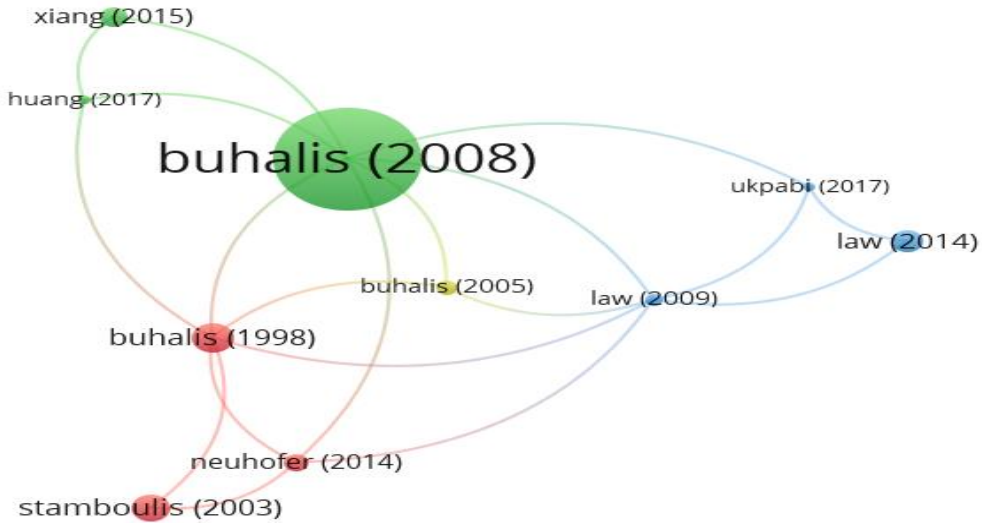 xiang (2015)
huang (2017)
buhalis (2008)
ukpabi (2017)
law (2014)
buhalis (2005)
law (2009)
buhalis (1998)
neuhofer (2014)
stamboulis (2003)